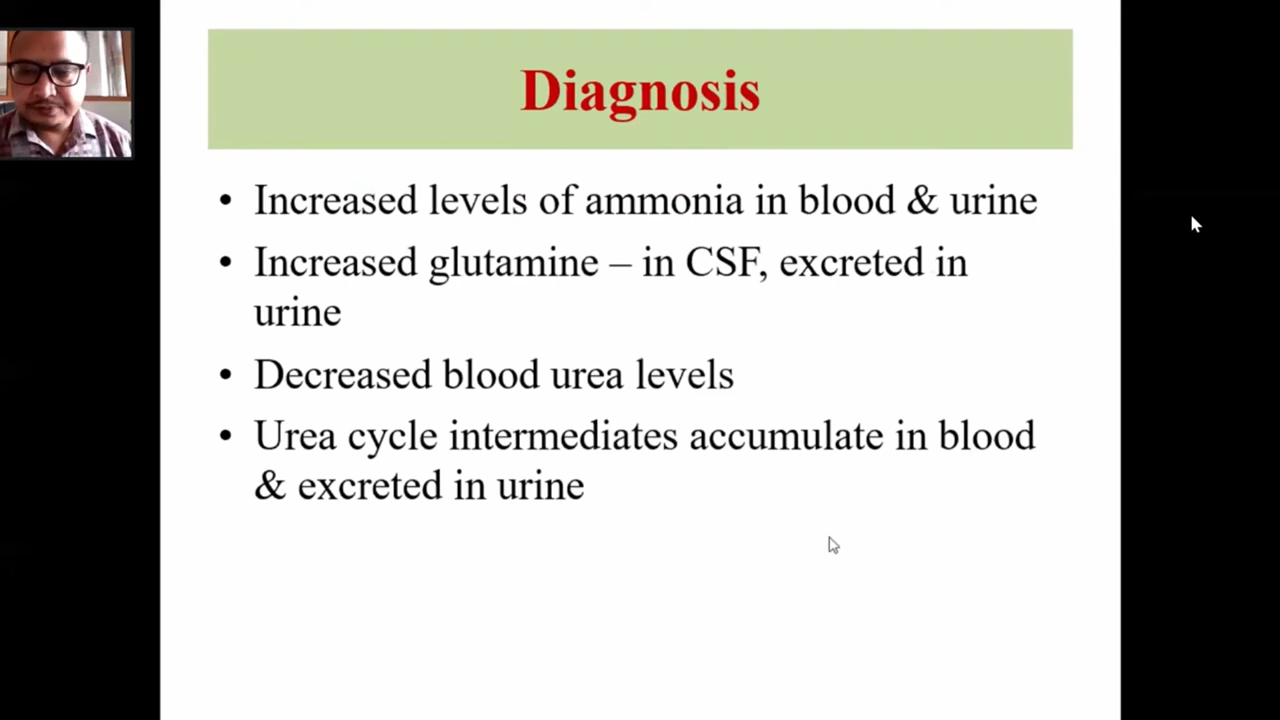 Diagnosis
• Increased levels of ammonia in blood & urine
• Increased glutamine – in CSF, excreted in
urine
• Decreased blood urea levels
• Urea cycle intermediates accumulate in blood
& excreted in urine